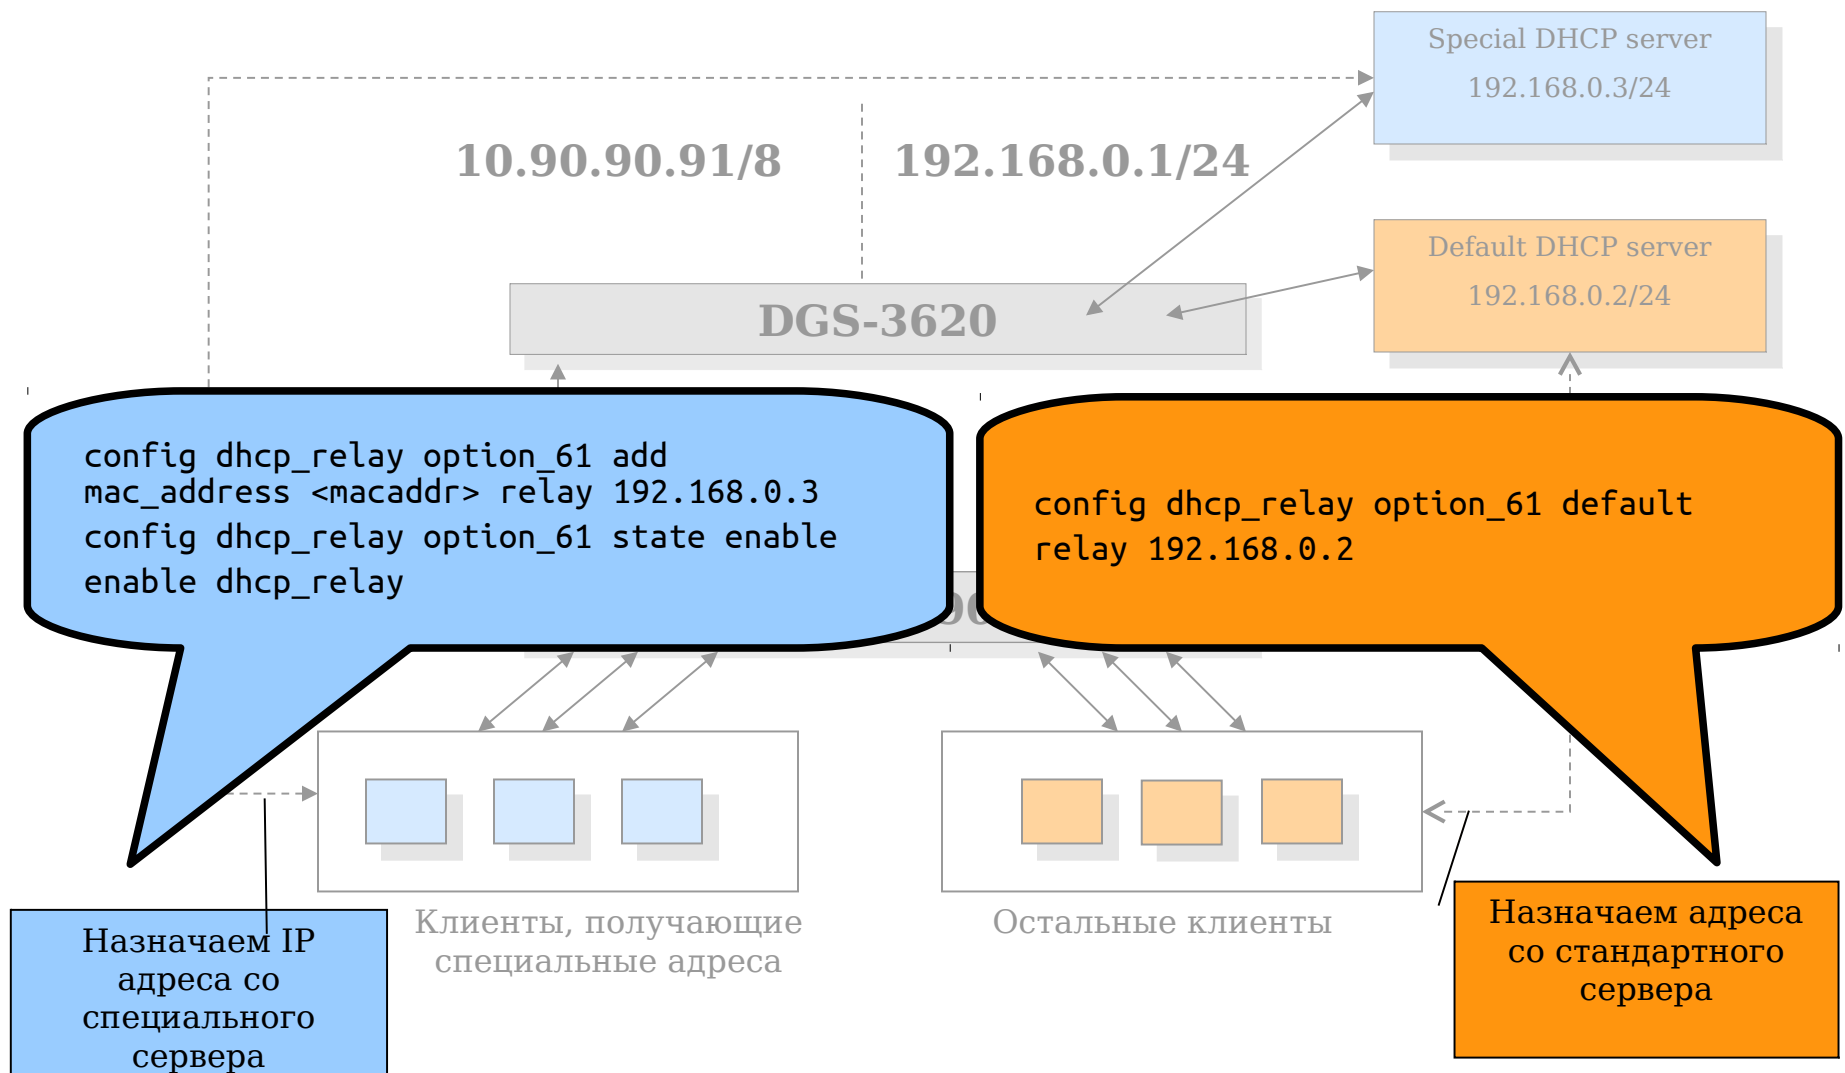 Special DHCP server
192.168.0.3/24
10.90.90.91/8
192.168.0.1/24
Default DHCP server
192.168.0.2/24
DGS-3620
config dhcp_relay option_61 add
mac_address <macaddr> relay 192.168.0.3
config dhcp_relay option_61 state enable
enable dhcp_relay
config dhcp_relay option_61 default
relay 192.168.0.2
Клиенты, получающие
специальные адреса
Остальные клиенты
Назначаем IP
адреса со
специального
сервера
Назначаем адреса
со стандартного
сервера